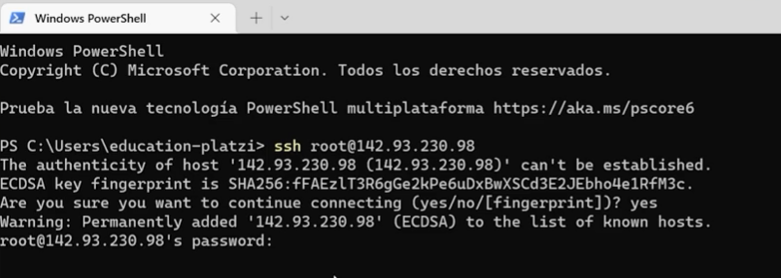 Windows PowerShell
Windows PowerShell
Copyright (C) Microsoft Corporation. Todos los derechos reservados.
Prueba la nueva tecnología PowerShell multiplataforma https://aka.ms/pscore6
PS C:\Users\education-platzi> ssh root@142.93.230.98
The authenticity of host '142.93.230.98 (142.93.230.98)' can't be established.
ECDSA key fingerprint is SHA256:fFAEzlT3R6gGe2kPe6uDxBwXSCd3E2JEbho4e1RfM3c.
Are you sure you want to continue connecting (yes/no/[fingerprint])? yes
Warning: Permanently added '142.93.230.98' (ECDSA) to the list of known hosts.
root@142.93.230.98's password: